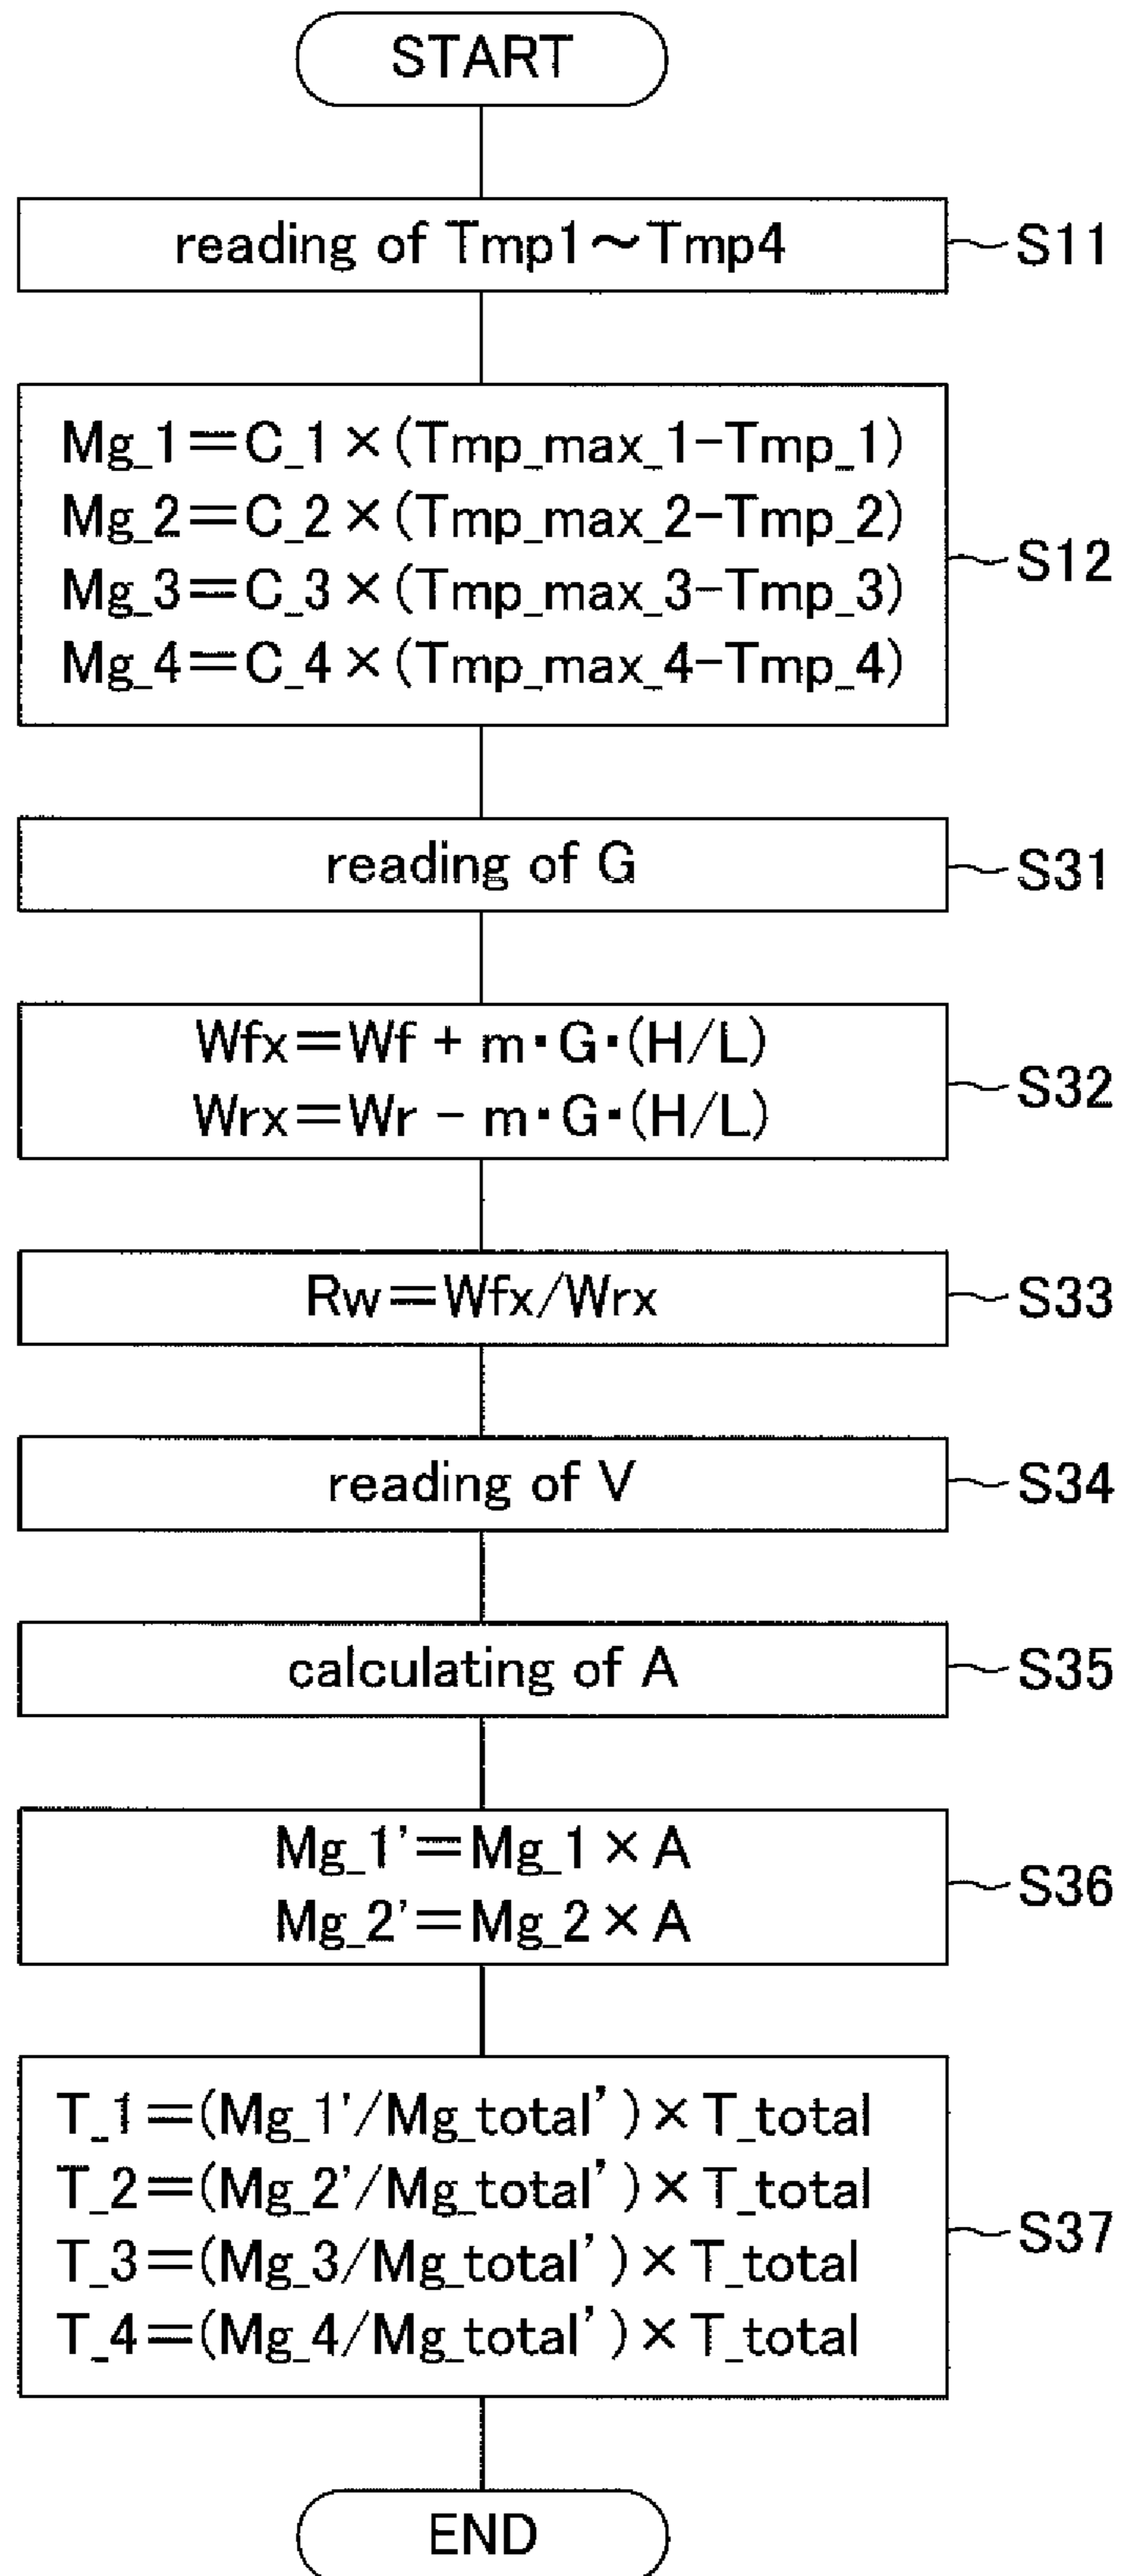 START
reading of Tmp1～Tmp4
S11
Mg_1=C_1×(Tmp_max_1-Tmp_1)
Mg_2=C_2×(Tmp_max_2-Tmp_2)
Mg_3=C_3×(Tmp_max_3-Tmp_3)
Mg_4=C_4×(Tmp_max_4-Tmp_4)
S12
reading of G
S31
Wfx=Wf + m・G・(H/L)
Wrx=Wr - m・G・(H/L)
S32
Rw=Wfx/Wrx
S33
reading of V
S34
calculating of A
S35
Mg_1'=Mg_1×A
Mg_2'=Mg_2×A
S36
T_1=(Mg_1'/Mg_total')×T_total
T_2=(Mg_2'/Mg_total')×T_total
T_3=(Mg_3/Mg_total')×T_total
T_4=(Mg_4/Mg_total')×T_total
S37
END